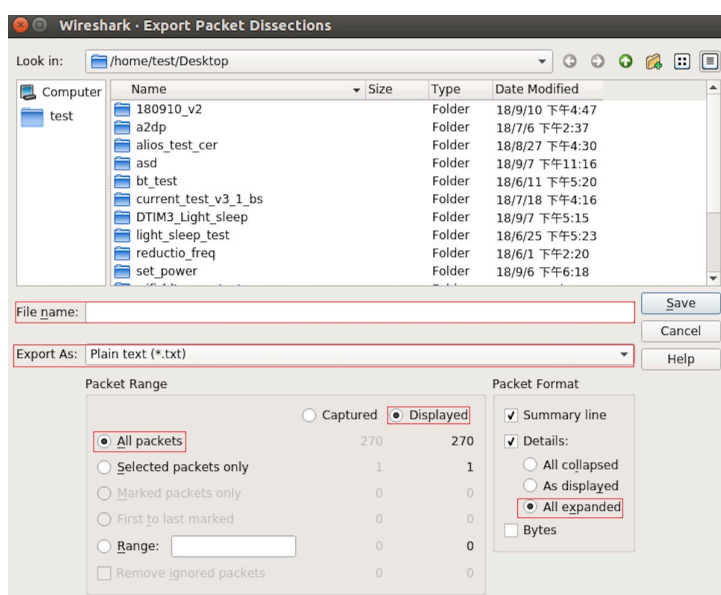 Wireshark · Export Packet Dissections
Look in: /home/test/Desktop
Computer
test
Name Size Type Date Modified
180910_v2 Folder 18/9/10 下午4:47
a2dp Folder 18/7/6 下午2:37
alios_test_cer Folder 18/8/27 下午4:30
asd Folder 18/9/7 下午11:16
bt_test Folder 18/6/11 下午5:20
current_test_v3_1_bs Folder 18/7/18 下午4:16
DTIM3_Light_sleep Folder 18/9/7 下午5:15
light_sleep_test Folder 18/6/25 下午5:23
reductio_freq Folder 18/6/1 下午2:20
set_power Folder 18/9/6 下午6:18
File name: Save
Cancel
Export As: Plain text (*.txt) Help
Packet Range Packet Format
Captured Displayed Summary line
All packets 270 270 Details:
Selected packets only 1 1 All collapsed
Marked packets only 0 0 As displayed
First to last marked 0 0 All expanded
Range: 0 0 Bytes
Remove ignored packets 0 0